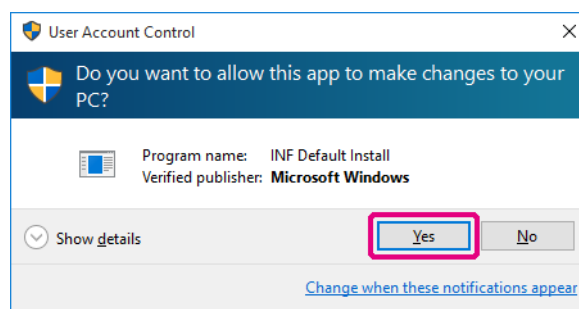 User Account Control
Do you want to allow this app to make changes to your
PC?
Program name: INF Default Install
Verified publisher: Microsoft Windows
Show details
Yes
No
Change when these notifications appear